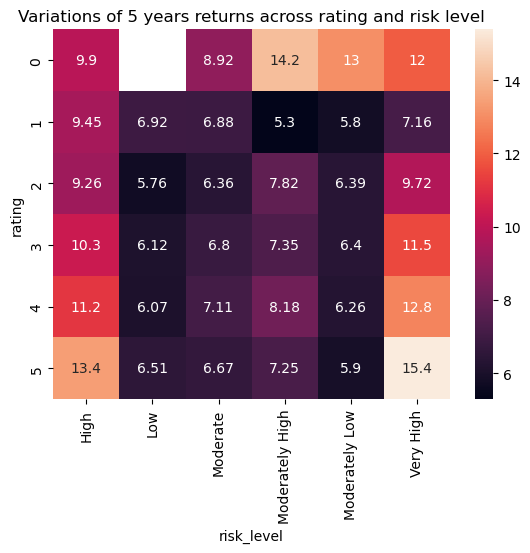 Variations of 5 years returns across rating and risk level
rating
0 9.9 8.92 14.2 13 12
1 9.45 6.92 6.88 5.3 5.8 7.16
2 9.26 5.76 6.36 7.82 6.39 9.72
3 10.3 6.12 6.8 7.35 6.4 11.5
4 11.2 6.07 7.11 8.18 6.26 12.8
5 13.4 6.51 6.67 7.25 5.9 15.4
High Low Moderate Moderately High Moderately Low Very High
risk_level
14
12
10
8
6